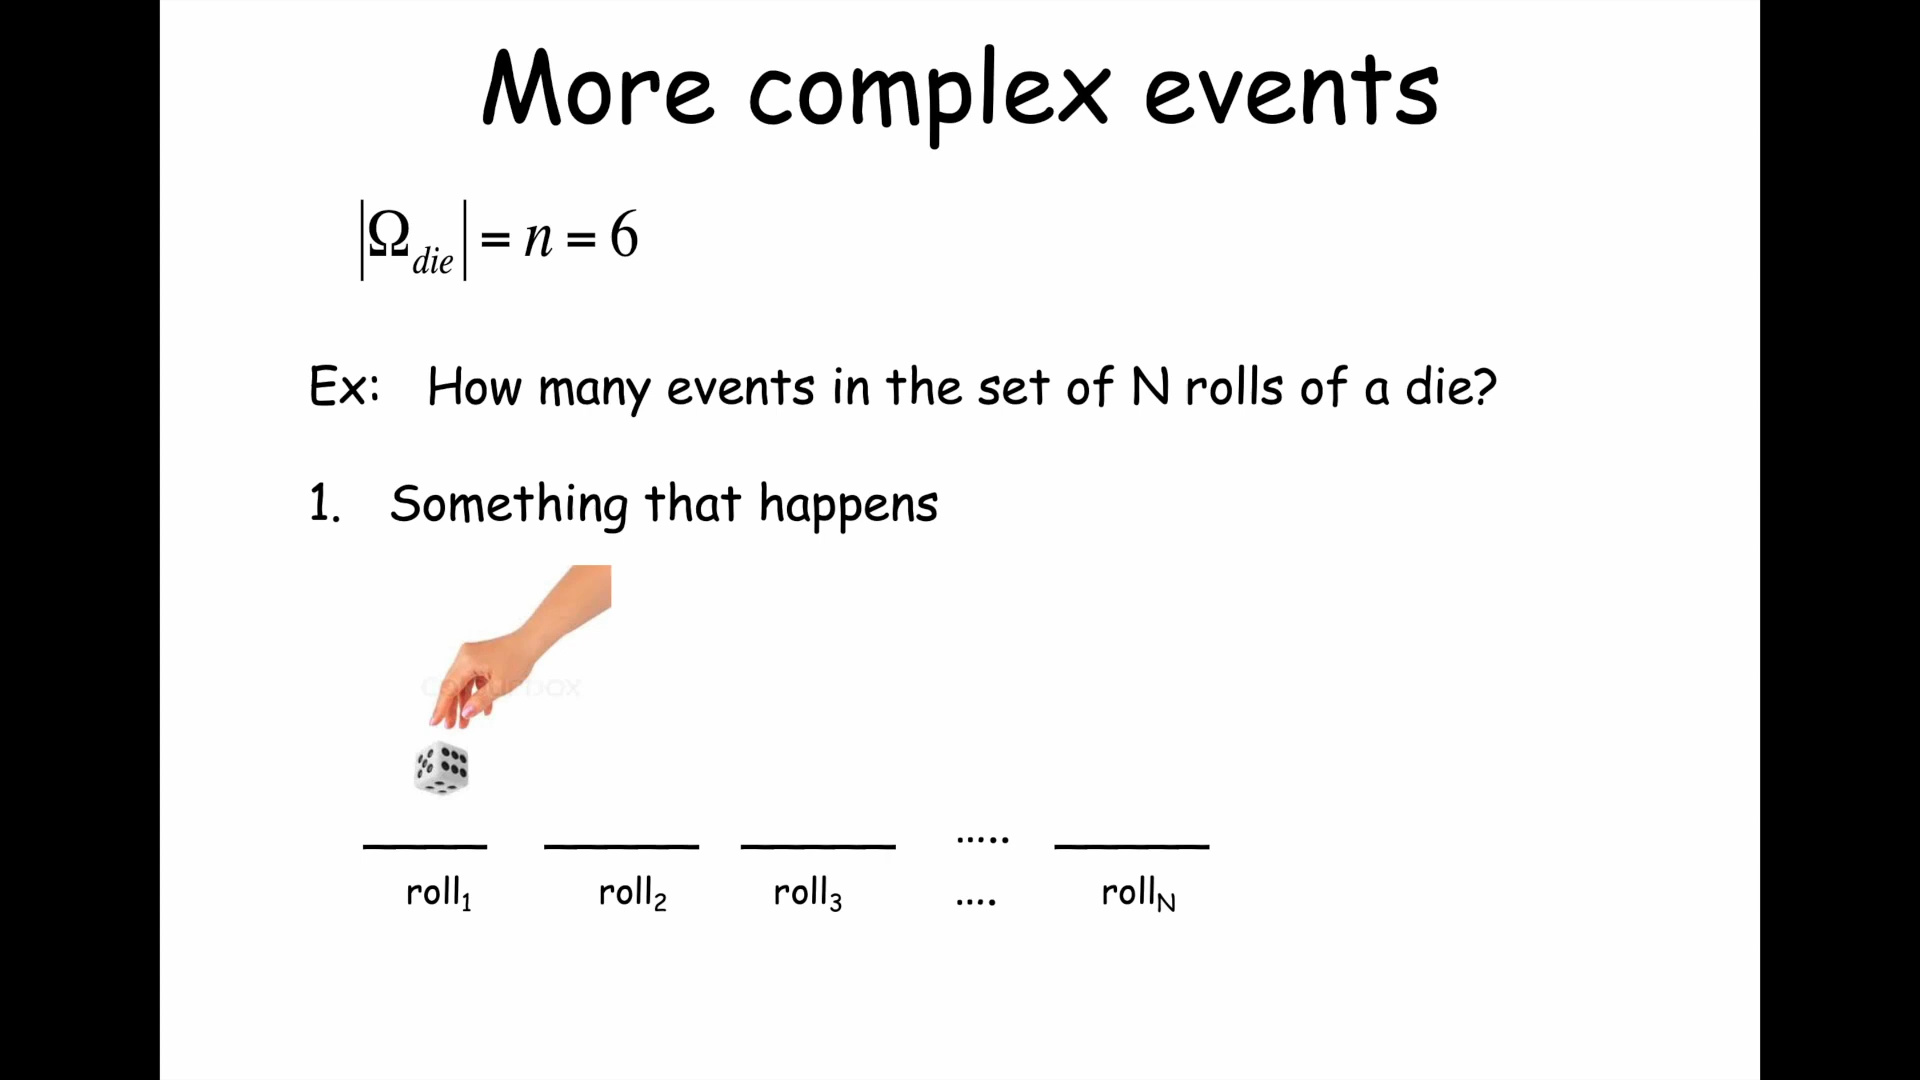 More complex events
|Ω_die| = n = 6
Ex: How many events in the set of N rolls of a die?
1. Something that happens
colourbox
.....
roll₁ roll₂ roll₃ .... roll_N